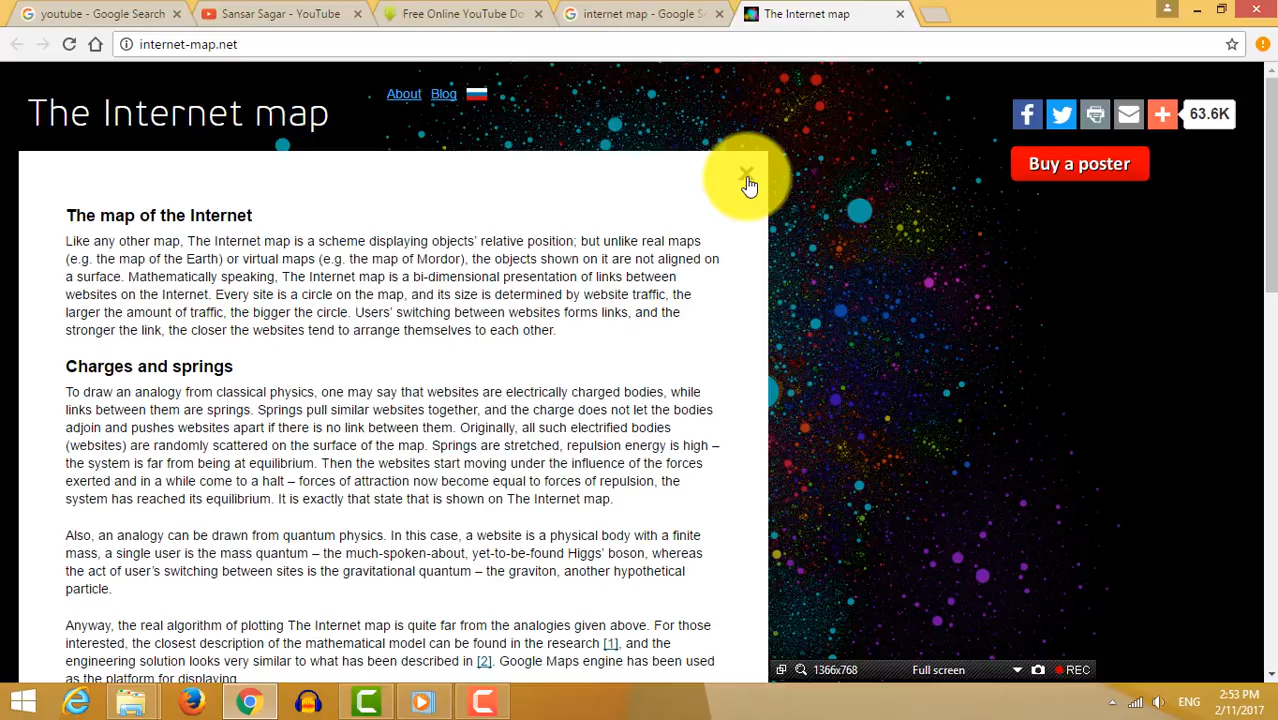 youtube - Google Search
Sansar Sagar - YouTube
Free Online YouTube Do
internet map - Google S
The Internet map
internet-map.net
The Internet map
About Blog
63.6K
Buy a poster
The map of the Internet
Like any other map, The Internet map is a scheme displaying objects' relative position; but unlike real maps
(e.g. the map of the Earth) or virtual maps (e.g. the map of Mordor), the objects shown on it are not aligned on
a surface. Mathematically speaking, The Internet map is a bi-dimensional presentation of links between
websites on the Internet. Every site is a circle on the map, and its size is determined by website traffic, the
larger the amount of traffic, the bigger the circle. Users' switching between websites forms links, and the
stronger the link, the closer the websites tend to arrange themselves to each other.
Charges and springs
To draw an analogy from classical physics, one may say that websites are electrically charged bodies, while
links between them are springs. Springs pull similar websites together, and the charge does not let the bodies
adjoin and pushes websites apart if there is no link between them. Originally, all such electrified bodies
(websites) are randomly scattered on the surface of the map. Springs are stretched, repulsion energy is high –
the system is far from being at equilibrium. Then the websites start moving under the influence of the forces
exerted and in a while come to a halt – forces of attraction now become equal to forces of repulsion, the
system has reached its equilibrium. It is exactly that state that is shown on The Internet map.
Also, an analogy can be drawn from quantum physics. In this case, a website is a physical body with a finite
mass, a single user is the mass quantum – the much-spoken-about, yet-to-be-found Higgs' boson, whereas
the act of user's switching between sites is the gravitational quantum – the graviton, another hypothetical
particle.
Anyway, the real algorithm of plotting The Internet map is quite far from the analogies given above. For those
interested, the closest description of the mathematical model can be found in the research [1], and the
engineering solution looks very similar to what has been described in [2]. Google Maps engine has been used
as the platform for displaying.
1366x768
Full screen
REC
ENG
2:53 PM
2/11/2017